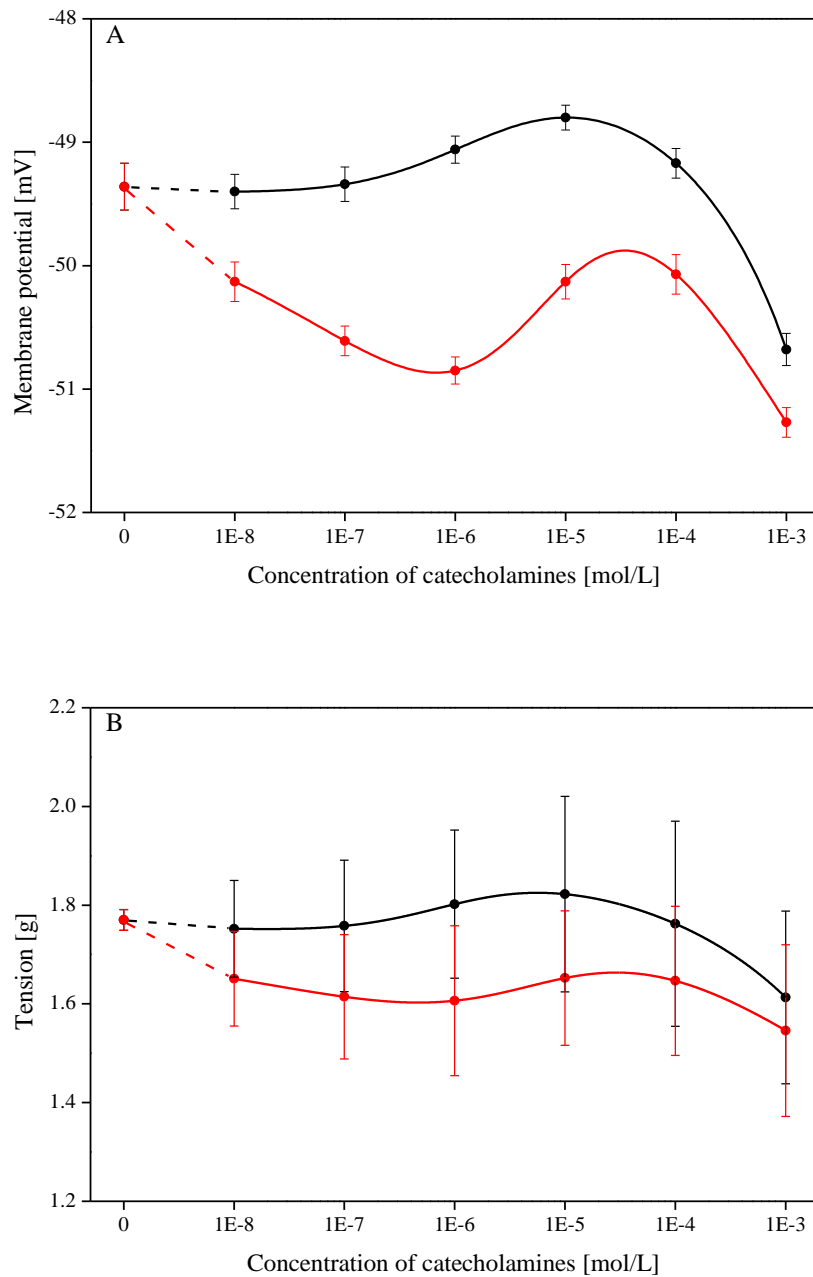 A
-48
-49
-50
-51
-52
Membrane potential [mV]
0 1E-8 1E-7 1E-6 1E-5 1E-4 1E-3
Concentration of catecholamines [mol/L]
B
2.2
2.0
1.8
1.6
1.4
1.2
Tension [g]
0 1E-8 1E-7 1E-6 1E-5 1E-4 1E-3
Concentration of catecholamines [mol/L]